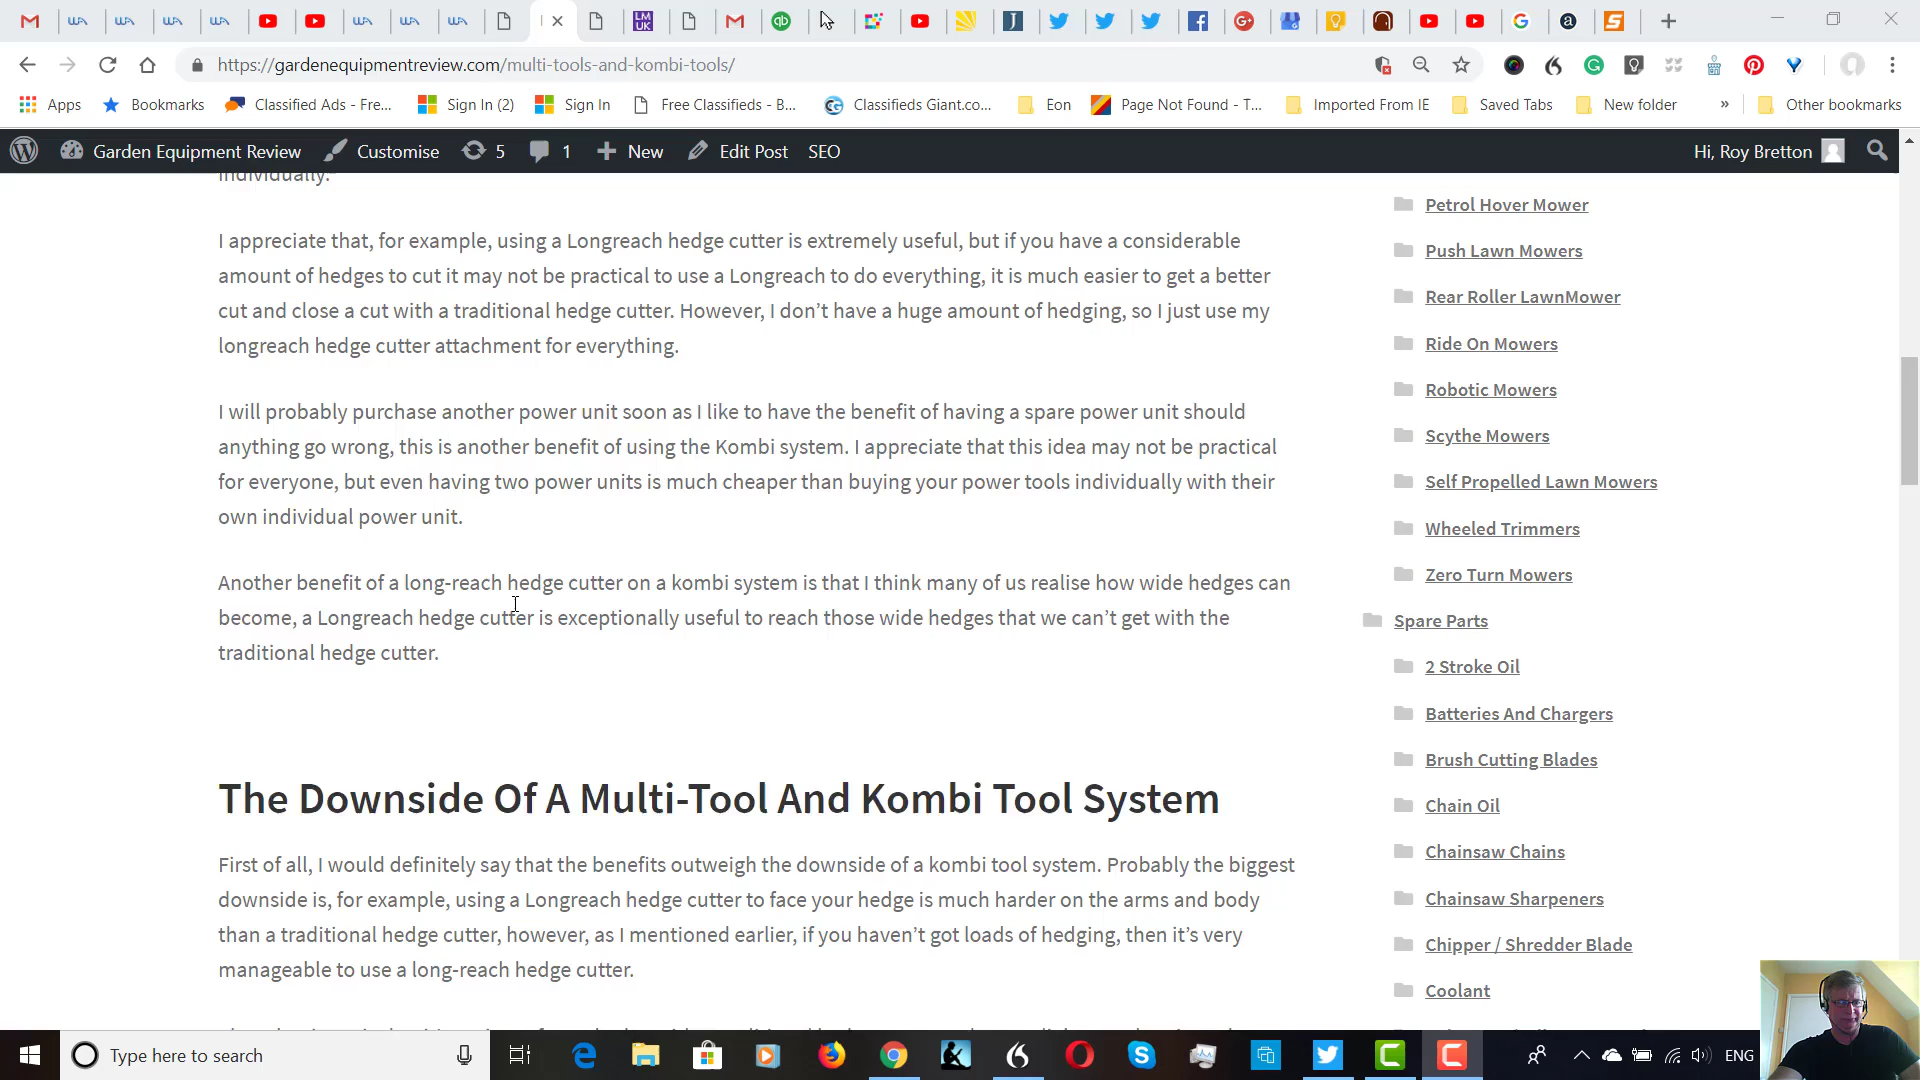 https://gardenequipmentreview.com/multi-tools-and-kombi-tools/
Apps
Bookmarks
Classified Ads - Fre...
Sign In (2)
Sign In
Free Classifieds - B...
Classifieds Giant.co...
Eon
Page Not Found - T...
Imported From IE
Saved Tabs
New folder
»
Other bookmarks
Garden Equipment Review
Customise
5
1
New
Edit Post
SEO
Hi, Roy Bretton
individually.
I appreciate that, for example, using a Longreach hedge cutter is extremely useful, but if you have a considerable
amount of hedges to cut it may not be practical to use a Longreach to do everything, it is much easier to get a better
cut and close a cut with a traditional hedge cutter. However, I don’t have a huge amount of hedging, so I just use my
longreach hedge cutter attachment for everything.
I will probably purchase another power unit soon as I like to have the benefit of having a spare power unit should
anything go wrong, this is another benefit of using the Kombi system. I appreciate that this idea may not be practical
for everyone, but even having two power units is much cheaper than buying your power tools individually with their
own individual power unit.
Another benefit of a long-reach hedge cutter on a kombi system is that I think many of us realise how wide hedges can
become, a Longreach hedge cutter is exceptionally useful to reach those wide hedges that we can’t get with the
traditional hedge cutter.
The Downside Of A Multi-Tool And Kombi Tool System
First of all, I would definitely say that the benefits outweigh the downside of a kombi tool system. Probably the biggest
downside is, for example, using a Longreach hedge cutter to face your hedge is much harder on the arms and body
than a traditional hedge cutter, however, as I mentioned earlier, if you haven’t got loads of hedging, then it’s very
manageable to use a long-reach hedge cutter.
Petrol Hover Mower
Push Lawn Mowers
Rear Roller LawnMower
Ride On Mowers
Robotic Mowers
Scythe Mowers
Self Propelled Lawn Mowers
Wheeled Trimmers
Zero Turn Mowers
Spare Parts
2 Stroke Oil
Batteries And Chargers
Brush Cutting Blades
Chain Oil
Chainsaw Chains
Chainsaw Sharpeners
Chipper / Shredder Blade
Coolant
Type here to search
ENG